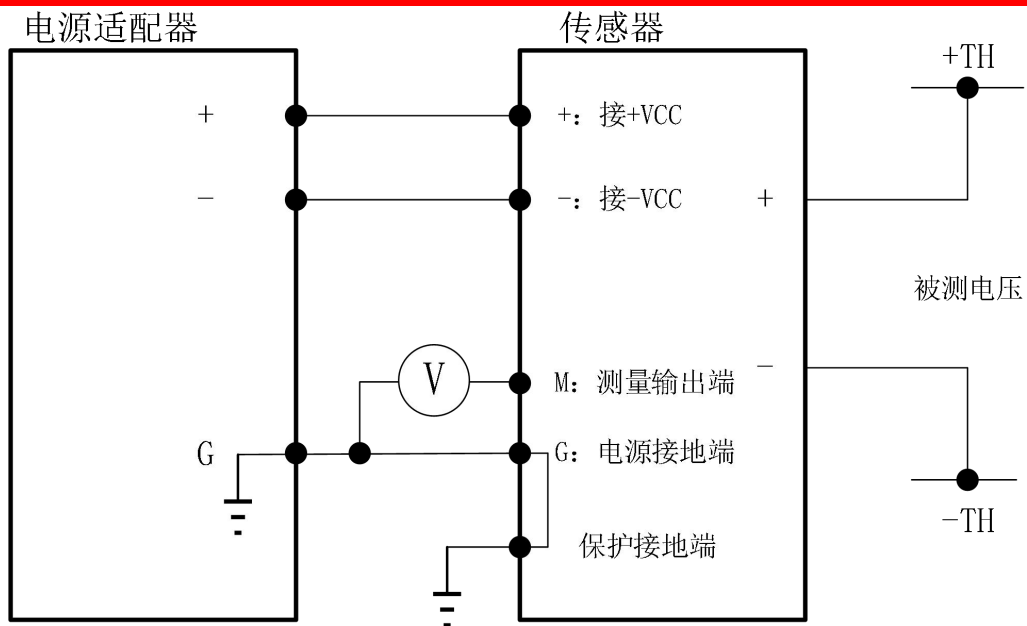 电源适配器
传感器
+TH
+
+: 接+VCC
-
-: 接-VCC
+
被测电压
V
M: 测量输出端
-
G
G: 电源接地端
-TH
保护接地端